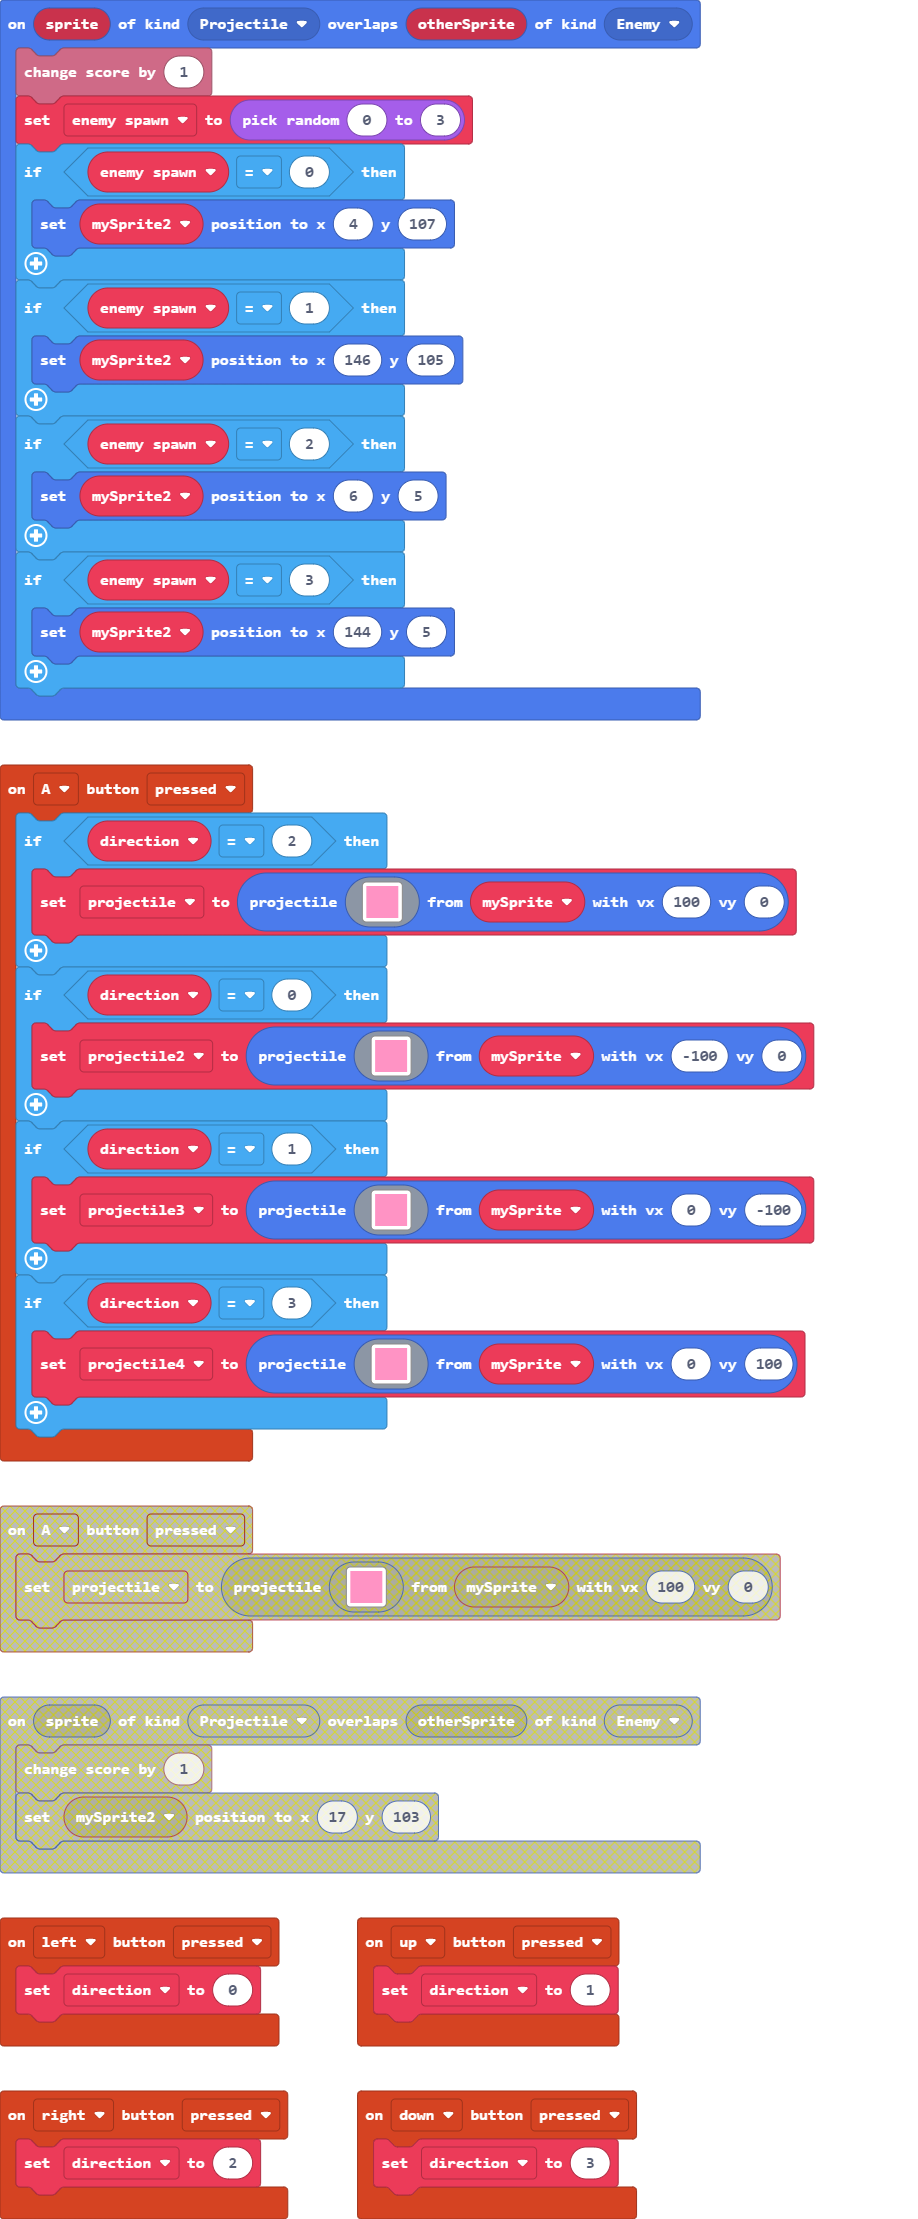 on sprite of kind Projectile overlaps otherSprite of kind Enemy
change score by 1
set enemy spawn to pick random 0 to 3
if enemy spawn = 0 then
set mySprite2 position to x 4 y 107
if enemy spawn = 1 then
set mySprite2 position to x 146 y 105
if enemy spawn = 2 then
set mySprite2 position to x 6 y 5
if enemy spawn = 3 then
set mySprite2 position to x 144 y 5
on A button pressed
if direction = 2 then
set projectile to projectile from mySprite with vx 100 vy 0
if direction = 0 then
set projectile2 to projectile from mySprite with vx -100 vy 0
if direction = 1 then
set projectile3 to projectile from mySprite with vx 0 vy -100
if direction = 3 then
set projectile4 to projectile from mySprite with vx 0 vy 100
on A button pressed
set projectile to projectile from mySprite with vx 100 vy 0
on sprite of kind Projectile overlaps otherSprite of kind Enemy
change score by 1
set mySprite2 position to x 17 y 103
on left button pressed
set direction to 0
on up button pressed
set direction to 1
on right button pressed
set direction to 2
on down button pressed
set direction to 3